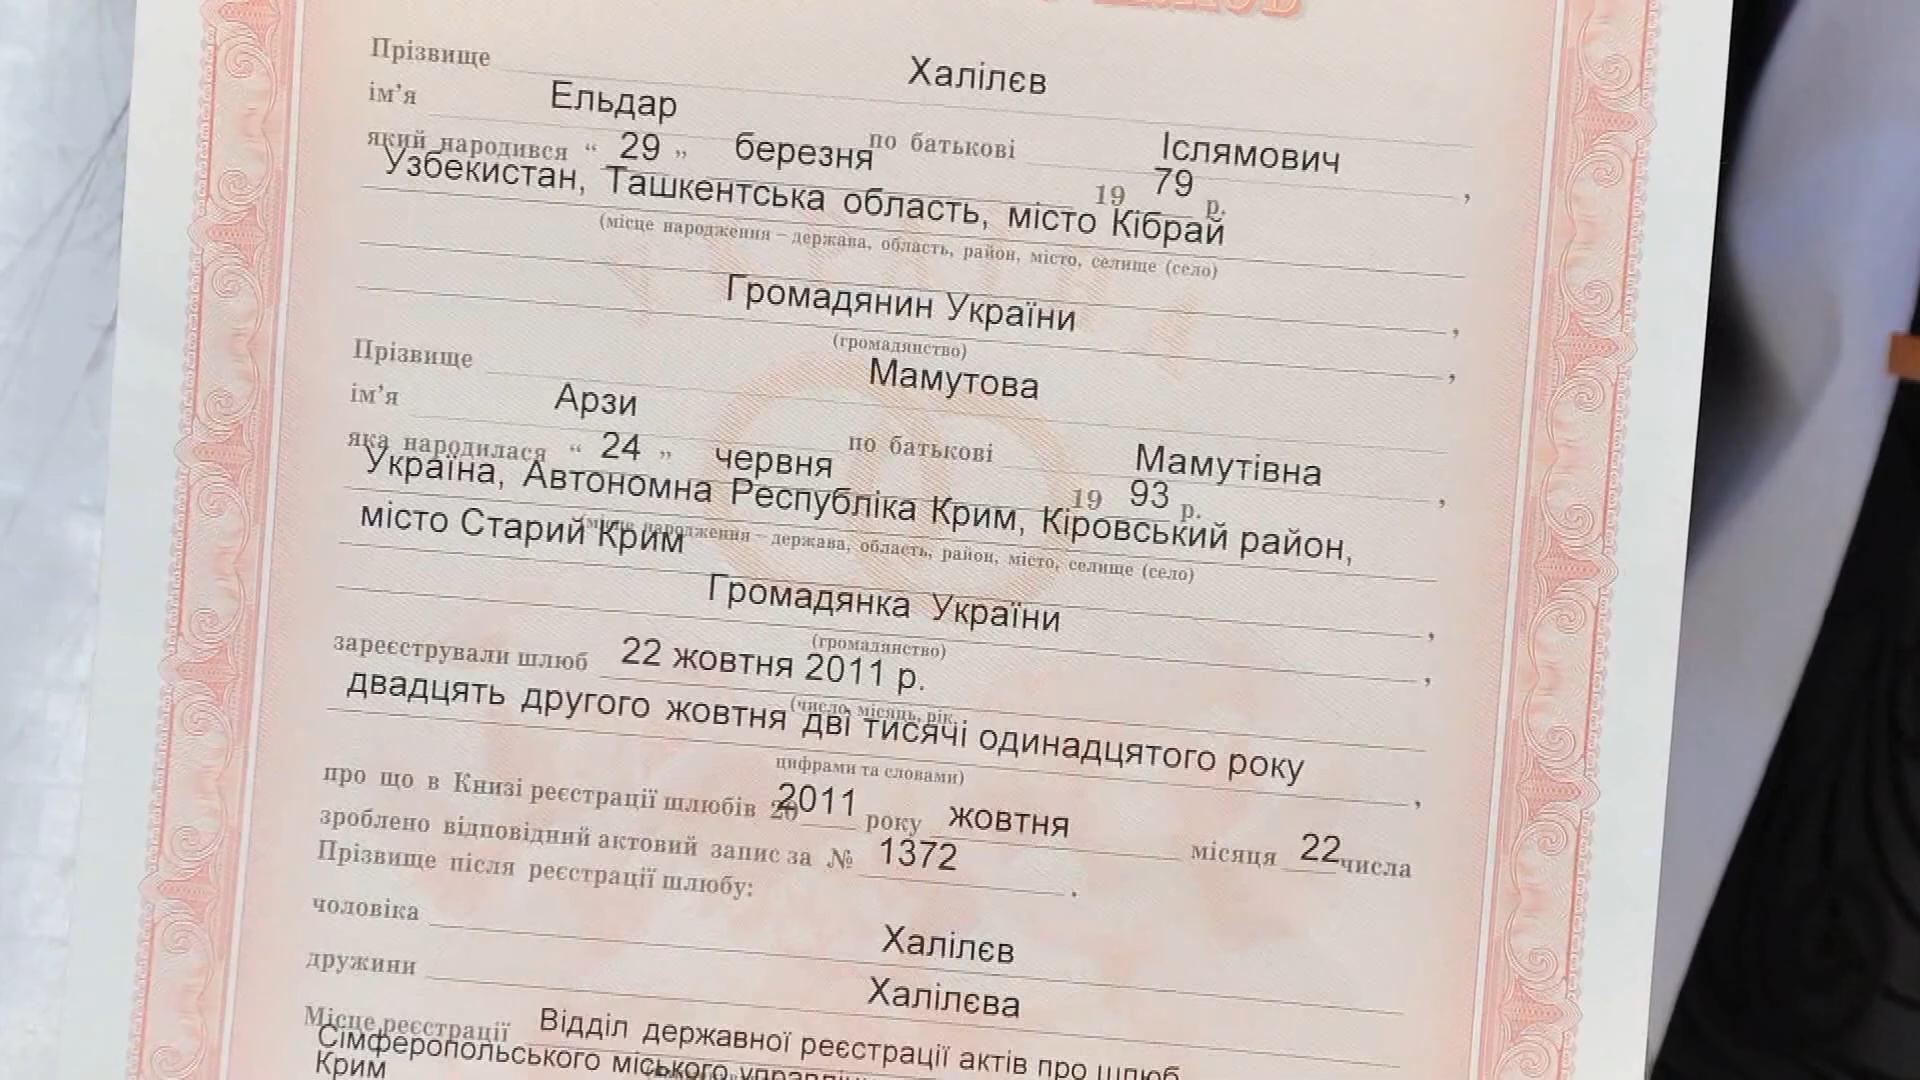 Прізвище Халілєв
ім’я Ельдар по батькові Іслямович,
який народився “ 29 ” березня 19 79 р.
Узбекистан, Ташкентська область, місто Кібрай
(місце народження – держава, область, район, місто, селище (село)
Громадянин України,
(громадянство)
Прізвище Мамутова,
ім’я Арзи по батькові Мамутівна,
яка народилася “ 24 ” червня 19 93 р.
Україна, Автономна Республіка Крим, Кіровський район,
місто Старий Крим
(місце народження – держава, область, район, місто, селище (село)
Громадянка України,
(громадянство)
зареєстрували шлюб 22 жовтня 2011 р.,
(число, місяць, рік,
двадцять другого жовтня дві тисячі одинадцятого року,
цифрами та словами)
про що в Книзі реєстрації шлюбів 20 2011 року жовтня місяця 22 числа
зроблено відповідний актовий запис за № 1372.
Прізвище після реєстрації шлюбу:
чоловіка Халілєв
дружини Халілєва
Місце реєстрації Відділ державної реєстрації актів про шлюб
Сімферопольського міського
Крим